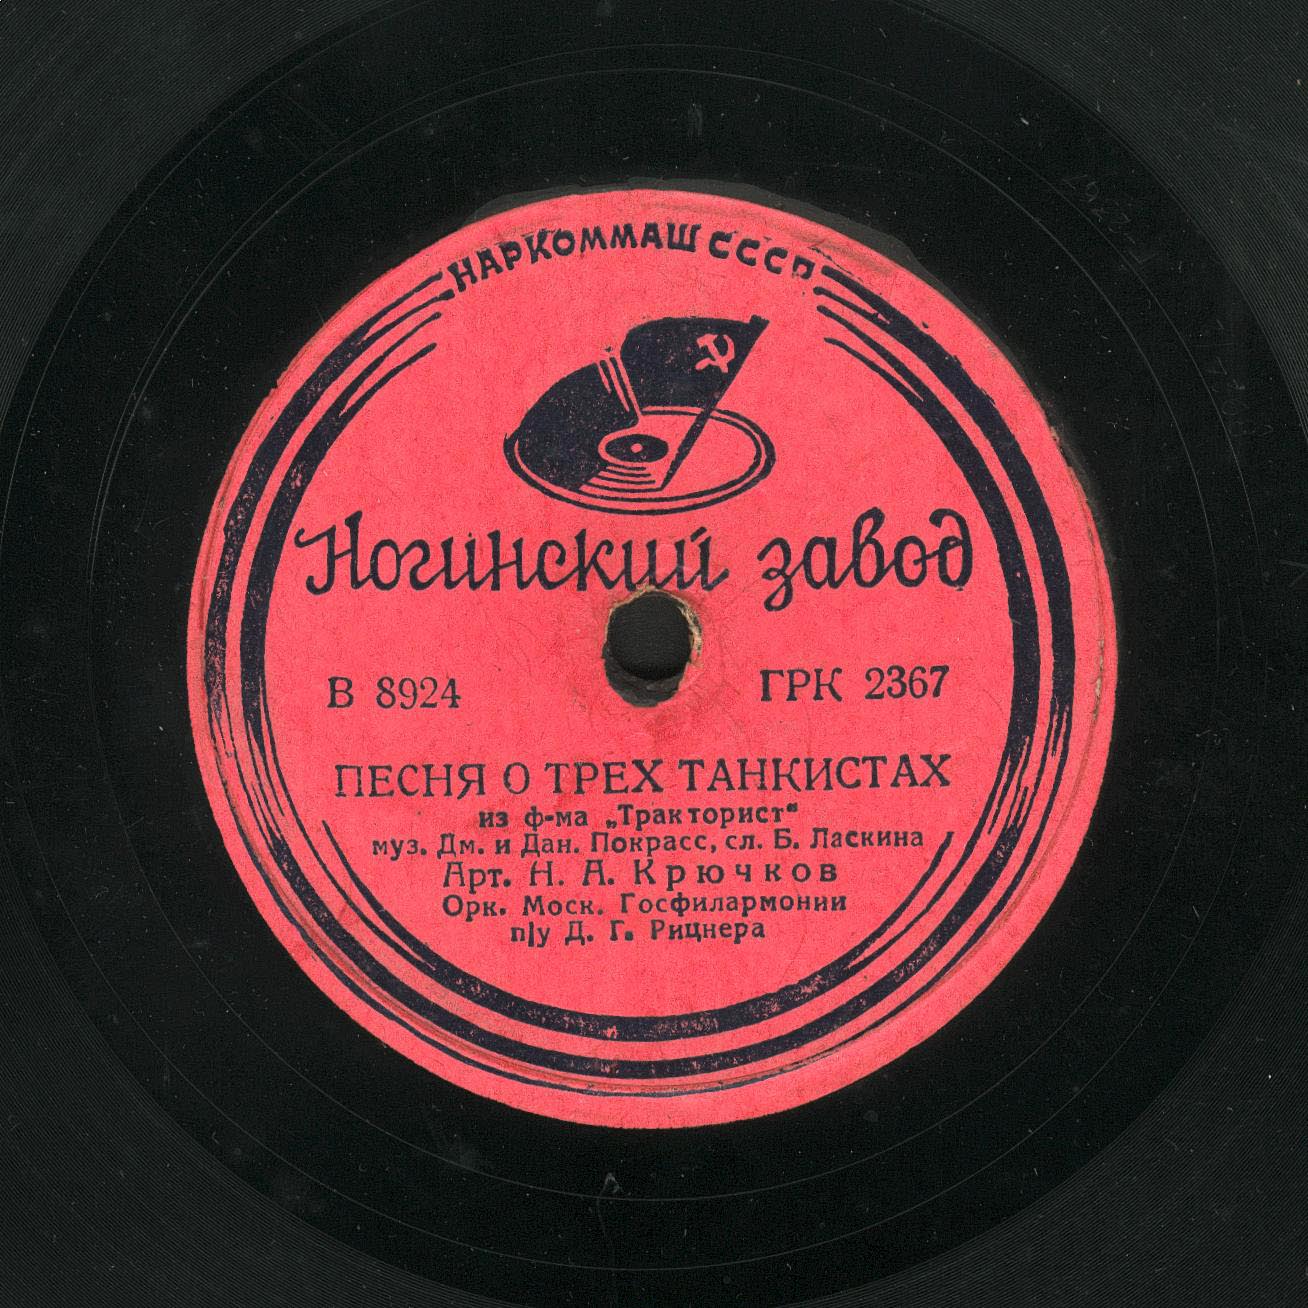 НАРКОММАШ СССР
Ногинский завод
В 8924 ГРК 2367
ПЕСНЯ О ТРЕХ ТАНКИСТАХ
из ф-ма „Тракторист“
муз. Дм. и Дан. Покрасс, сл. Б. Ласкина
Арт. Н. А. Крючков
Орк. Моск. Госфилармонии
п/у Д. Г. Рицнера